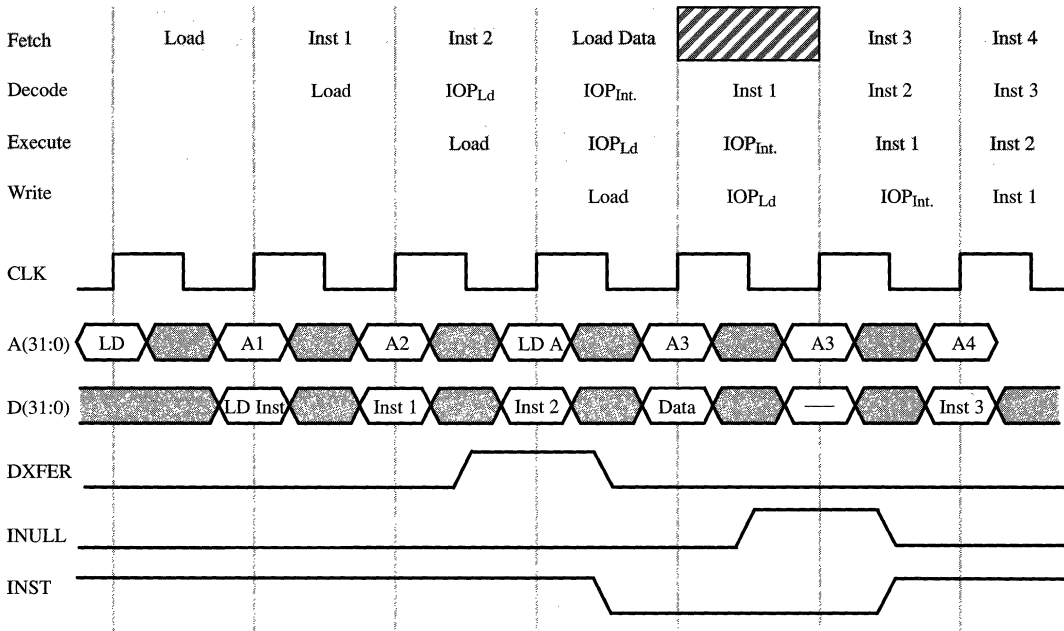 Fetch Load Inst 1 Inst 2 Load Data Inst 3 Inst 4
Decode Load IOPLd IOPInt. Inst 1 Inst 2 Inst 3
Execute Load IOPLd IOPInt. Inst 1 Inst 2
Write Load IOPLd IOPInt. Inst 1
CLK
A(31:0) LD A1 A2 LD A A3 A3 A4
D(31:0) LD Inst Inst 1 Inst 2 Data — Inst 3
DXFER
INULL
INST